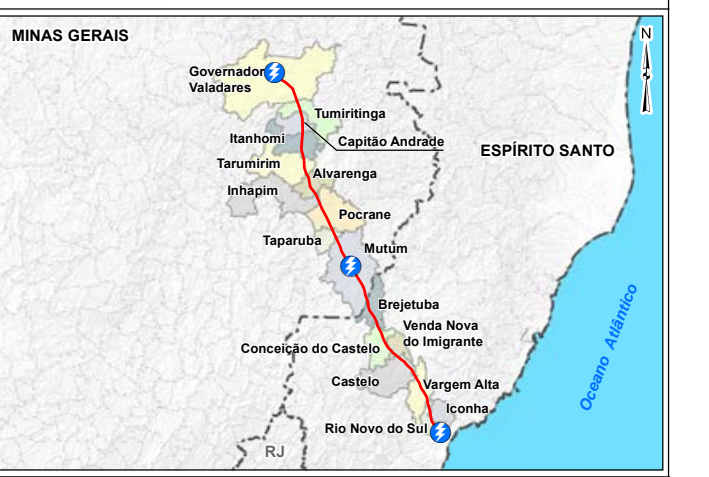 MINAS GERAIS
N
Governador
Valadares
Tumiritinga
Itanhomi
Capitão Andrade
ESPÍRITO SANTO
Tarumirim
Alvarenga
Inhapim
Pocrane
Taparuba
Mutum
Brejetuba
Venda Nova
do Imigrante
Conceição do Castelo
Castelo
Vargem Alta
Iconha
Rio Novo do Sul
Oceano Atlântico
RJ